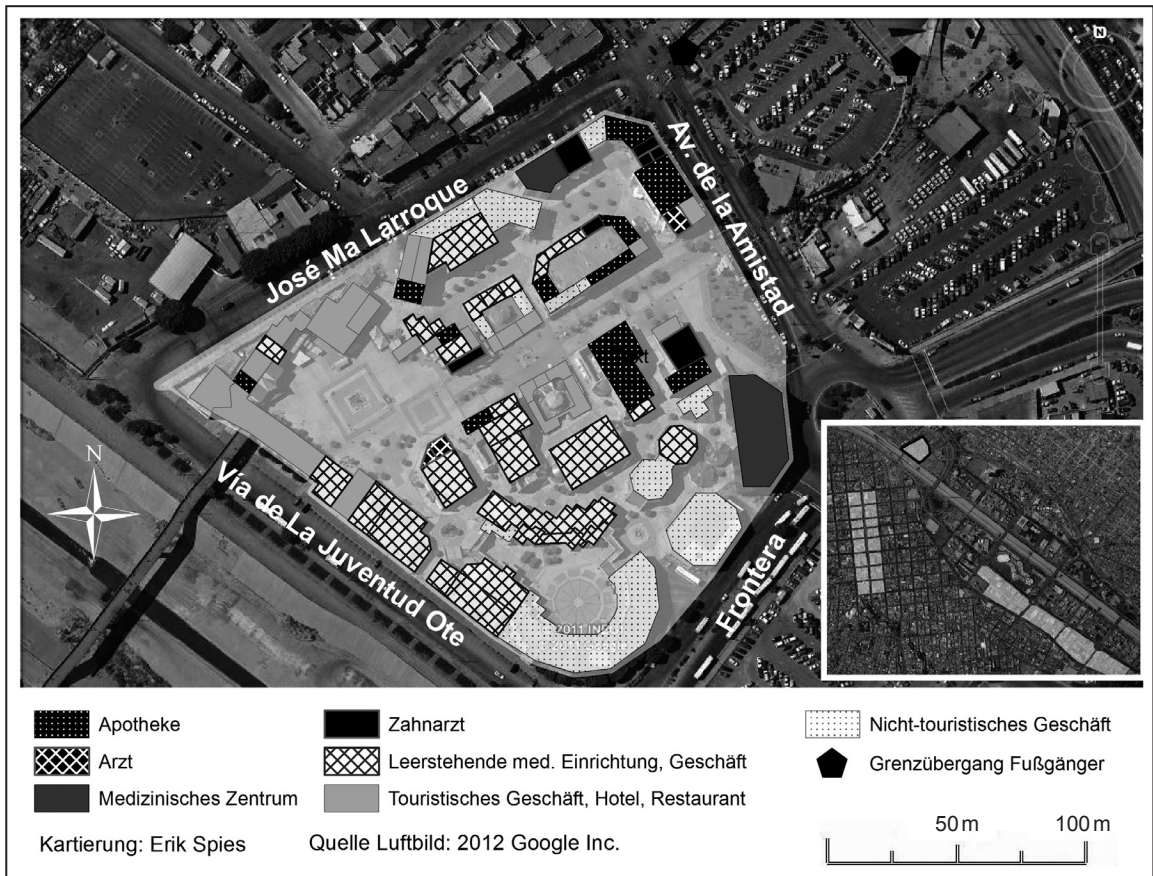 N
José Ma Larroque
Av. de la Amistad
Vía de La Juventud Ote
Frontera
N
Apotheke
Arzt
Medizinisches Zentrum
Zahnarzt
Leerstehende med. Einrichtung, Geschäft
Touristisches Geschäft, Hotel, Restaurant
Nicht-touristisches Geschäft
Grenzübergang Fußgänger
Kartierung: Erik Spies
Quelle Luftbild: 2012 Google Inc.
50 m
100 m